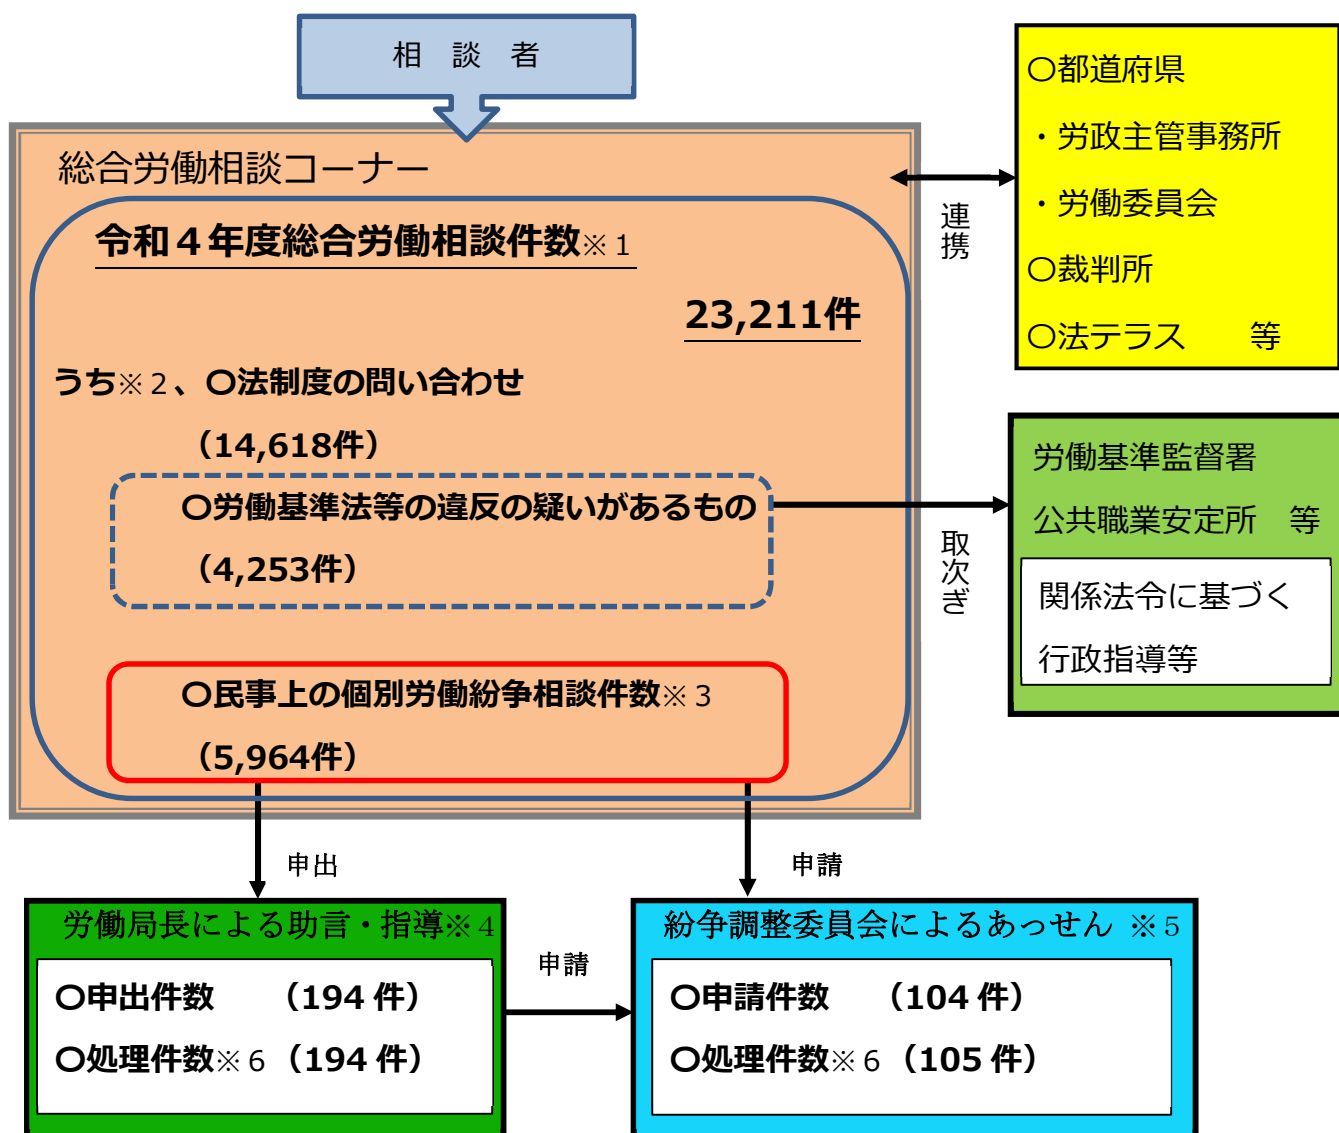 相 談 者
総合労働相談コーナー
令和４年度総合労働相談件数※１
23,211件
うち※２、〇法制度の問い合わせ
（14,618件）
〇労働基準法等の違反の疑いがあるもの
（4,253件）
〇民事上の個別労働紛争相談件数※３
（5,964件）
連携
〇都道府県
・労政主管事務所
・労働委員会
〇裁判所
〇法テラス　等
取次ぎ
労働基準監督署
公共職業安定所　等
関係法令に基づく
行政指導等
申出
申請
労働局長による助言・指導※４
〇申出件数　（194 件）
〇処理件数※６（194 件）
申請
紛争調整委員会によるあっせん ※５
〇申請件数　（104 件）
〇処理件数※６（105 件）